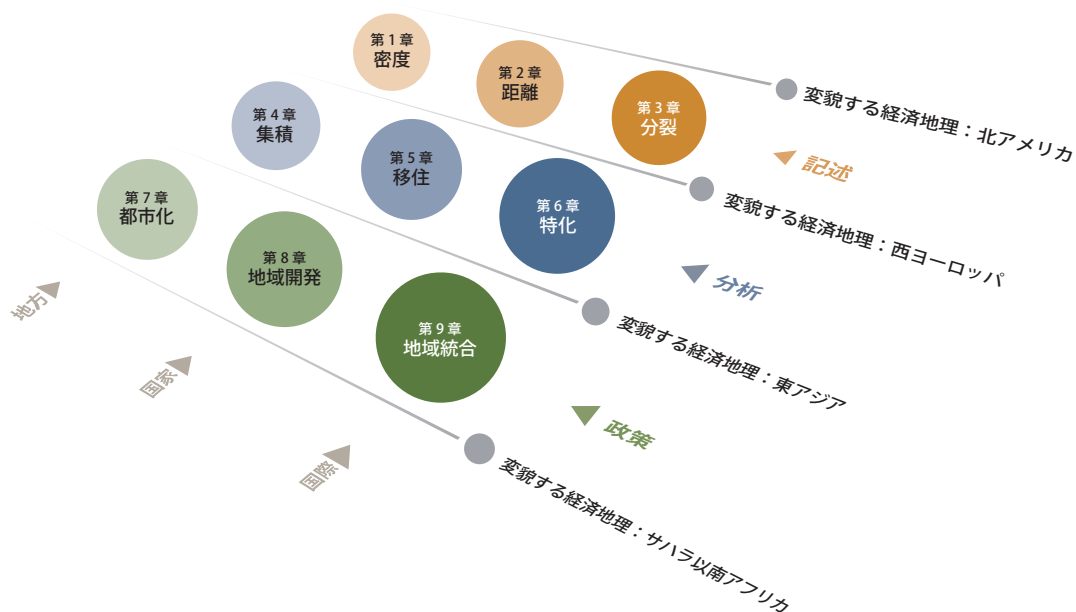 第1章
密度
第2章
距離
第3章
分裂
変貌する経済地理：北アメリカ
記述
第4章
集積
第5章
移住
第6章
特化
変貌する経済地理：西ヨーロッパ
分析
第7章
都市化
第8章
地域開発
第9章
地域統合
変貌する経済地理：東アジア
政策
地方
国家
国際
変貌する経済地理：サハラ以南アフリカ